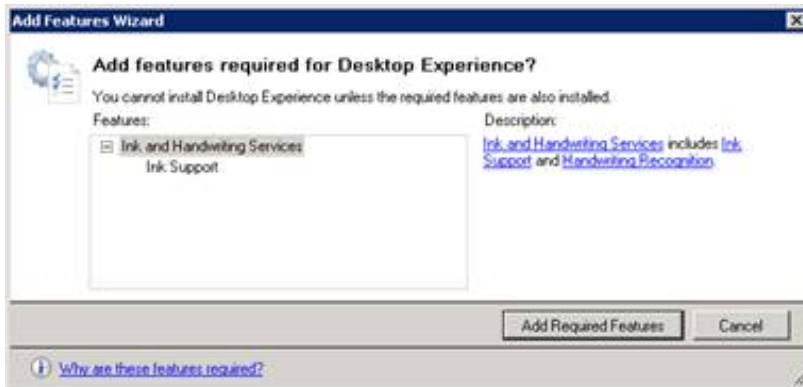 Add Features Wizard
Add features required for Desktop Experience?
You cannot install Desktop Experience unless the required features are also installed.
Features:
Description:
Ink and Handwriting Services
Ink Support
Ink and Handwriting Services includes Ink
Support and Handwriting Recognition.
Add Required Features
Cancel
Why are these features required?